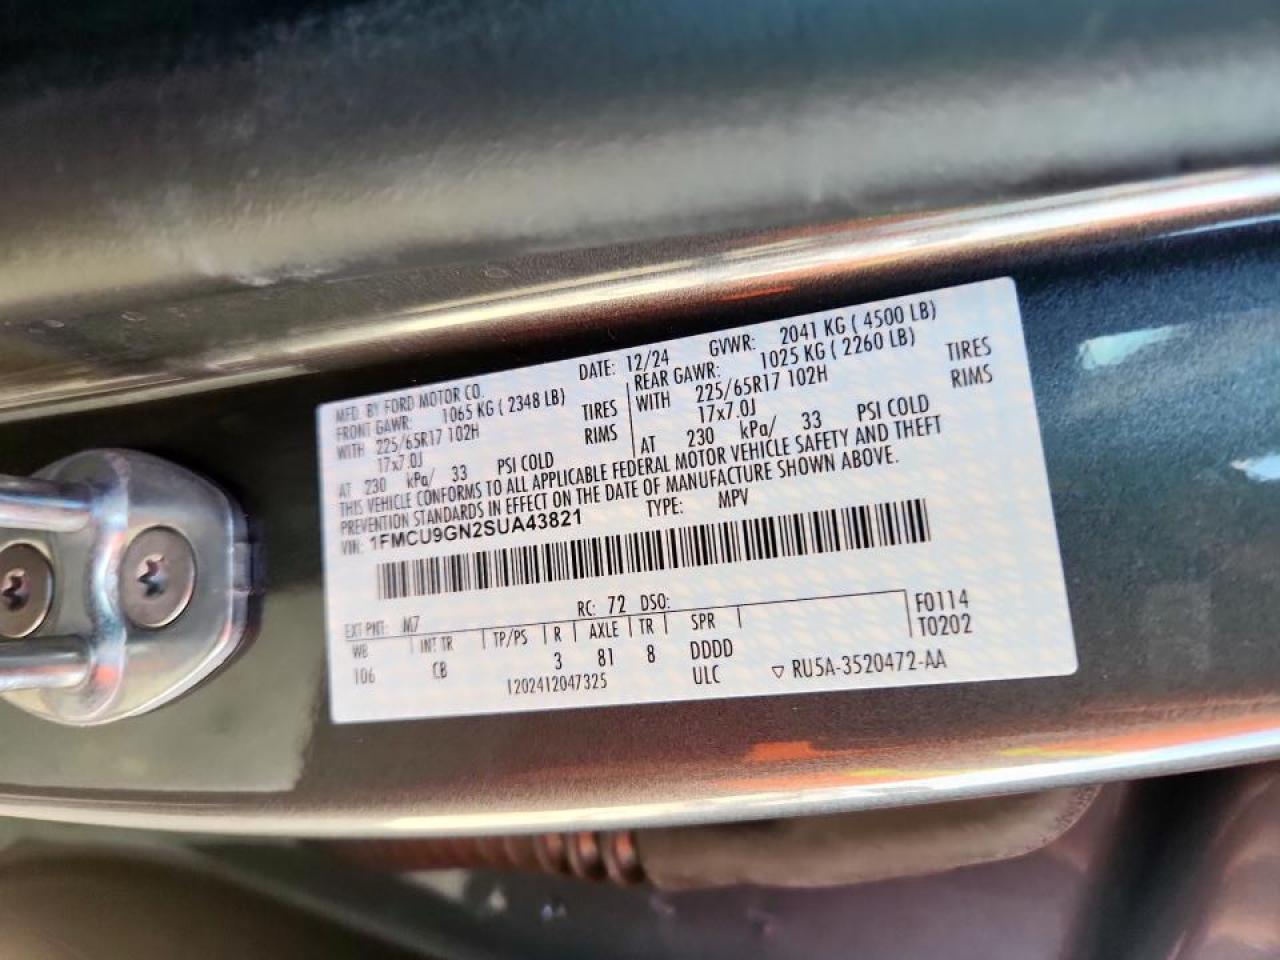 MFD. BY FORD MOTOR CO. DATE: 12/24 GVWR: 2041 KG ( 4500 LB)
FRONT GAWR: 1065 KG ( 2348 LB) REAR GAWR: 1025 KG ( 2260 LB)
WITH 225/65R17 102H TIRES WITH 225/65R17 102H TIRES
17x7.0J RIMS 17x7.0J RIMS
AT 230 kPa/ 33 PSI COLD AT 230 kPa/ 33 PSI COLD
THIS VEHICLE CONFORMS TO ALL APPLICABLE FEDERAL MOTOR VEHICLE SAFETY AND THEFT
PREVENTION STANDARDS IN EFFECT ON THE DATE OF MANUFACTURE SHOWN ABOVE.
VIN: 1FMCU9GN2SUA43821 TYPE: MPV
EXT PNT: M7 RC: 72 DSO:
WB INT TR TP/PS R AXLE TR SPR F0114
106 CB 3 81 8 DDDD T0202
1202412047325 ULC ▽ RU5A-3520472-AA